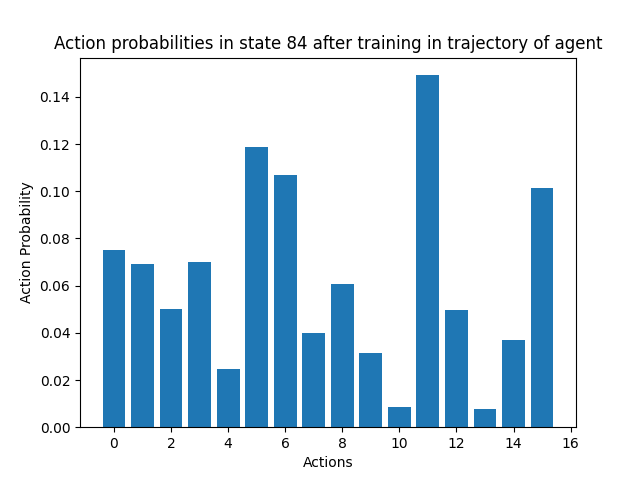 Action probabilities in state 84 after training in trajectory of agent
0.14
0.12
0.10
0.08
0.06
0.04
0.02
0.00
Action Probability
0 2 4 6 8 10 12 14 16
Actions